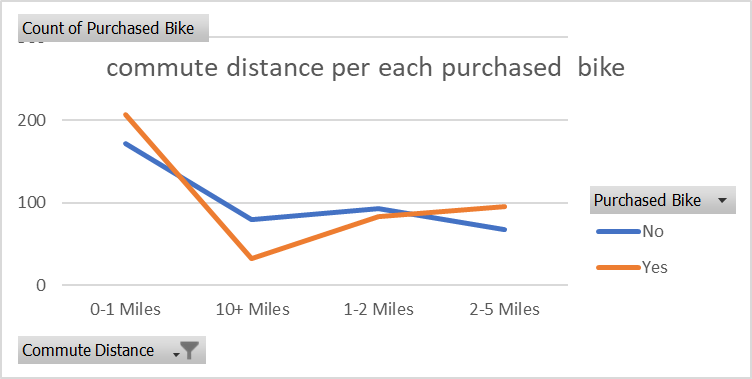 Count of Purchased Bike
commute distance per each purchased bike
200
100
0
0-1 Miles
10+ Miles
1-2 Miles
2-5 Miles
Purchased Bike
No
Yes
Commute Distance